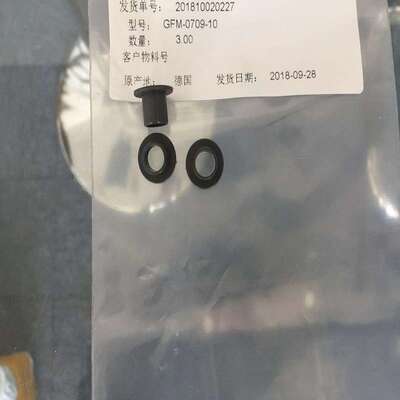 发货单号： 201810020227
型号： GFM-0709-10
数量： 3.00
客户物料号
原产地： 德国 发货日期： 2018-09-28